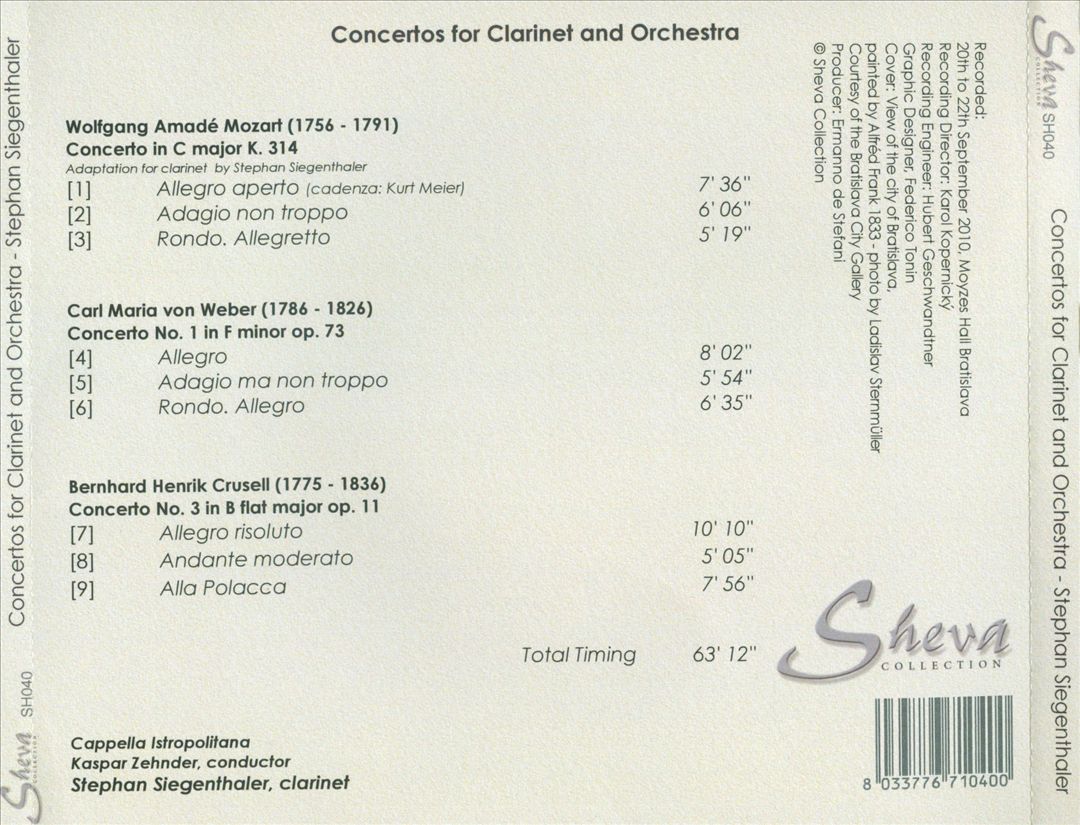 Concertos for Clarinet and Orchestra
Wolfgang Amadé Mozart (1756 - 1791)
Concerto in C major K. 314
Adaptation for clarinet by Stephan Siegenthaler
[1] Allegro aperto (cadenza: Kurt Meier) 7' 36"
[2] Adagio non troppo 6' 06"
[3] Rondo. Allegretto 5' 19"
Carl Maria von Weber (1786 - 1826)
Concerto No. 1 in F minor op. 73
[4] Allegro 8' 02"
[5] Adagio ma non troppo 5' 54"
[6] Rondo. Allegro 6' 35"
Bernhard Henrik Crusell (1775 - 1836)
Concerto No. 3 in B flat major op. 11
[7] Allegro risoluto 10' 10"
[8] Andante moderato 5' 05"
[9] Alla Polacca 7' 56"
Total Timing 63' 12"
Cappella Istropolitana
Kaspar Zehnder, conductor
Stephan Siegenthaler, clarinet
Recorded:
20th to 22th September 2010, Moyzes Hall Bratislava
Recording Director: Karol Kopernický
Recording Engineer: Hubert Geschwandtner
Graphic Designer, Federico Tonin
Cover: View of the city of Bratislava,
painted by Alfréd Frank 1833 - photo by Ladislav Sternmüller
Courtesy of the Bratislava City Gallery
Producer: Ermanno de Stefani
© Sheva Collection
Sheva
COLLECTION
8 033776 710400
Sheva COLLECTION SH040 Concertos for Clarinet and Orchestra - Stephan Siegenthaler
Sheva COLLECTION SH040 Concertos for Clarinet and Orchestra - Stephan Siegenthaler